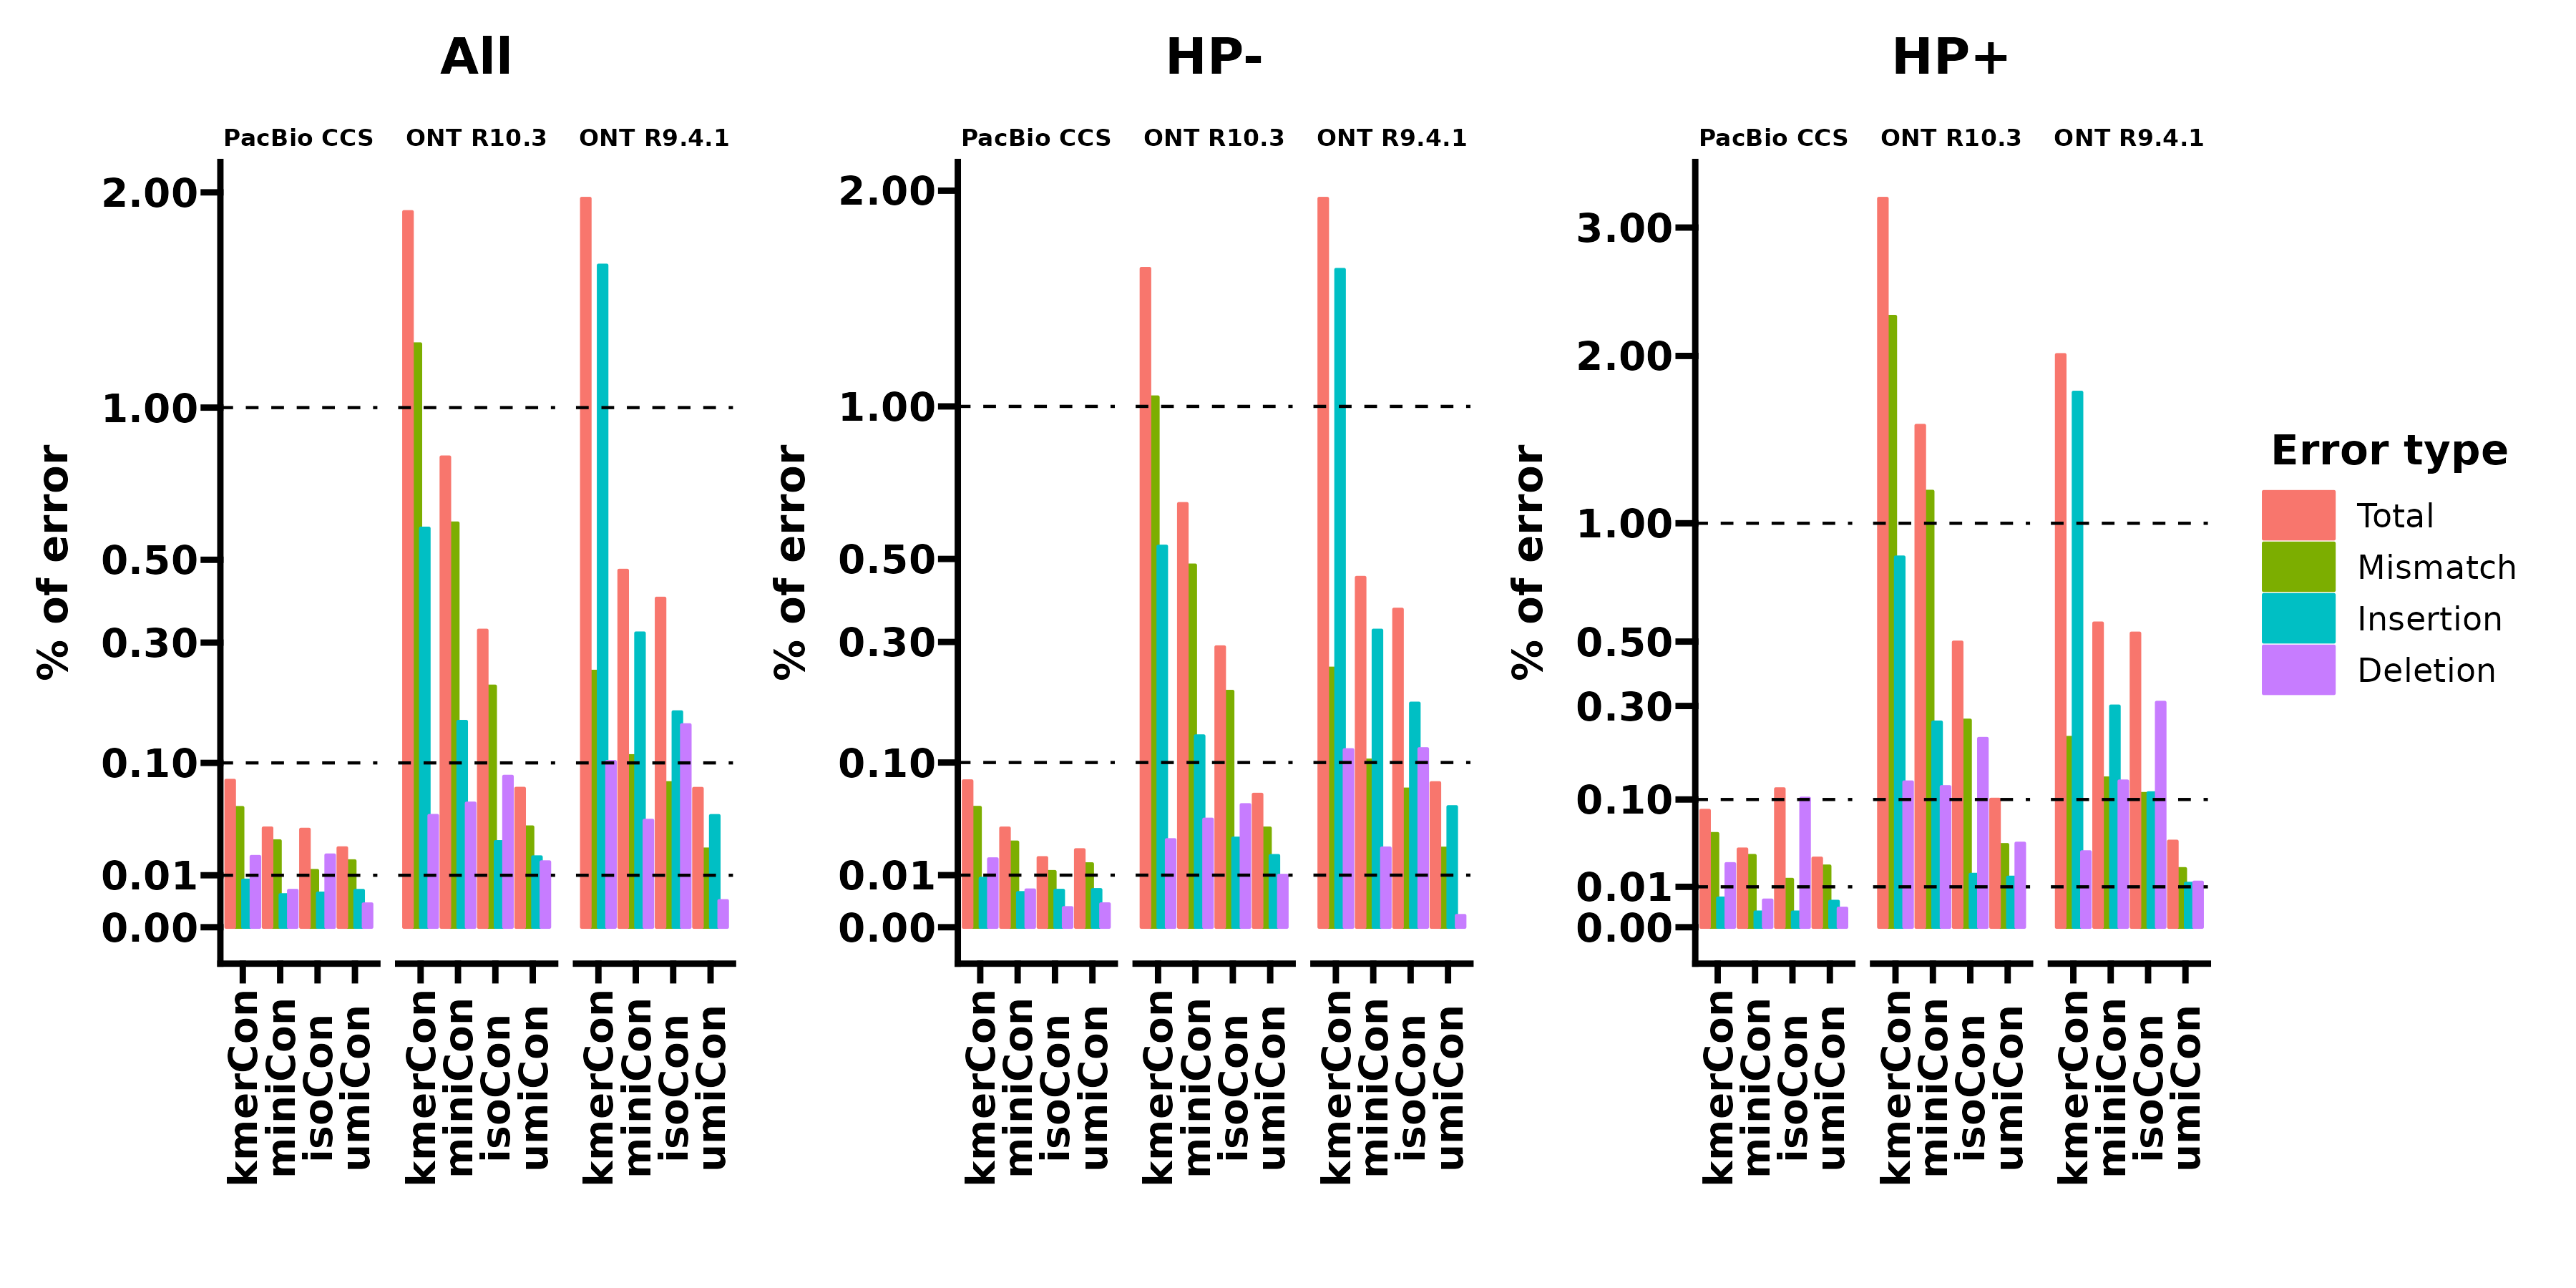 All
HP-
HP+
PacBio CCS ONT R10.3 ONT R9.4.1
PacBio CCS ONT R10.3 ONT R9.4.1
PacBio CCS ONT R10.3 ONT R9.4.1
% of error
2.00
1.00
0.50
0.30
0.10
0.01
0.00
kmerCon
miniCon
isoCon
umiCon
kmerCon
miniCon
isoCon
umiCon
kmerCon
miniCon
isoCon
umiCon
% of error
2.00
1.00
0.50
0.30
0.10
0.01
0.00
kmerCon
miniCon
isoCon
umiCon
kmerCon
miniCon
isoCon
umiCon
kmerCon
miniCon
isoCon
umiCon
% of error
3.00
2.00
1.00
0.50
0.30
0.10
0.01
0.00
kmerCon
miniCon
isoCon
umiCon
kmerCon
miniCon
isoCon
umiCon
kmerCon
miniCon
isoCon
umiCon
Error type
Total
Mismatch
Insertion
Deletion